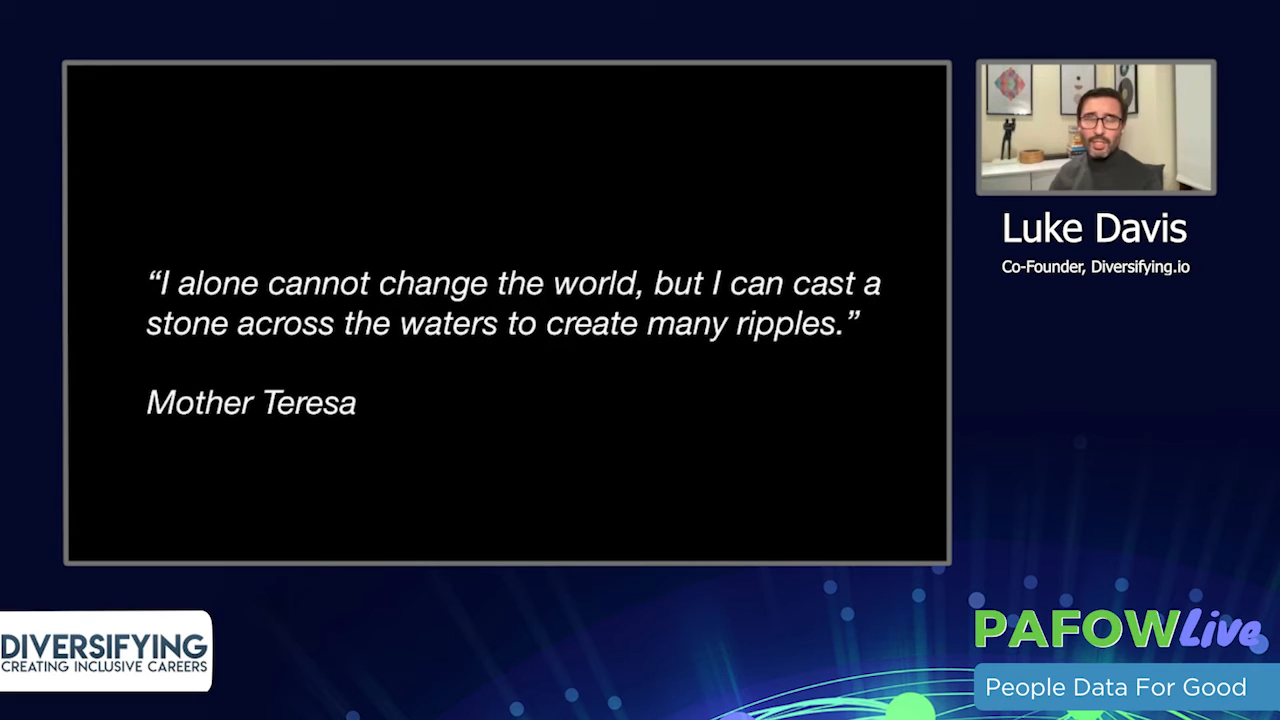 “I alone cannot change the world, but I can cast a
stone across the waters to create many ripples.”
Mother Teresa
Luke Davis
Co-Founder, Diversifying.io
DIVERSIFYING
CREATING INCLUSIVE CAREERS
PAFOWLive
People Data For Good